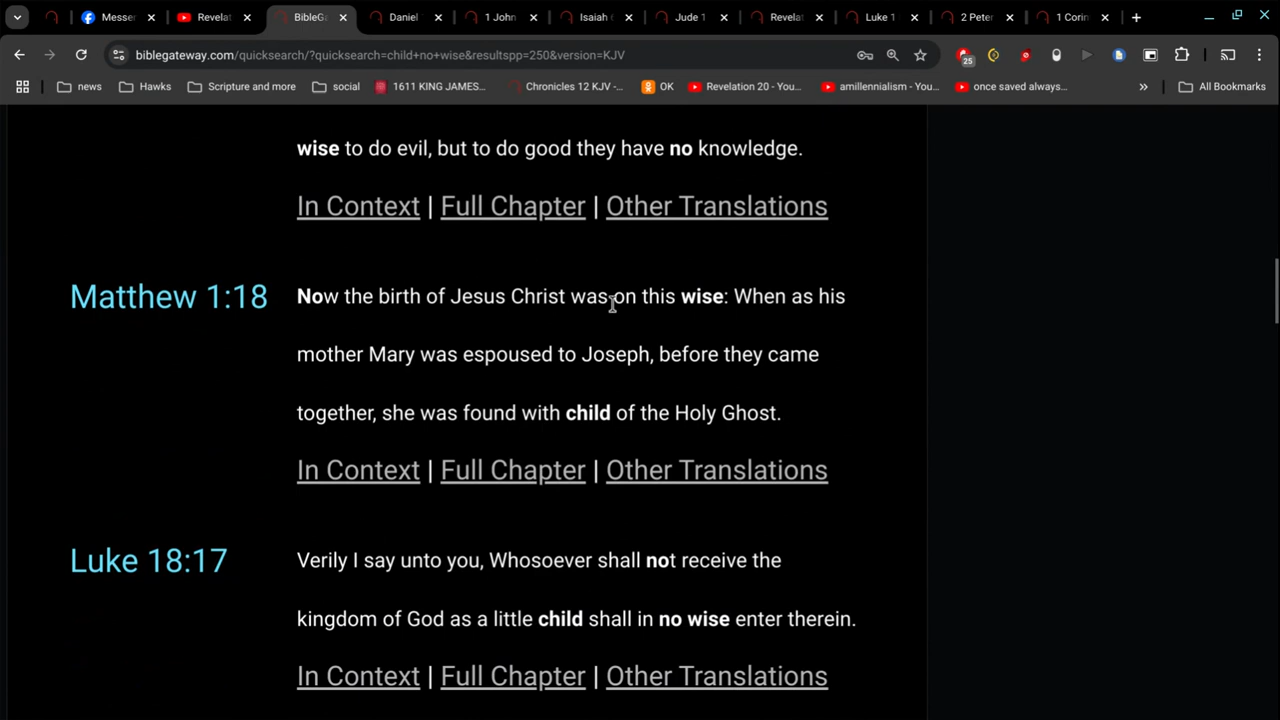 Messer
Revelat
BibleGa
Daniel
1 John
Isaiah 6
Jude 1
Revelat
Luke 1
2 Peter
1 Corin
biblegateway.com/quicksearch/?quicksearch=child+no+wise&resultspp=250&version=KJV
25
news
Hawks
Scripture and more
social
1611 KING JAMES...
Chronicles 12 KJV -...
OK
Revelation 20 - You...
amillennialism - You...
once saved always...
All Bookmarks
wise to do evil, but to do good they have no knowledge.
In Context | Full Chapter | Other Translations
Matthew 1:18 Now the birth of Jesus Christ was on this wise: When as his
mother Mary was espoused to Joseph, before they came
together, she was found with child of the Holy Ghost.
In Context | Full Chapter | Other Translations
Luke 18:17 Verily I say unto you, Whosoever shall not receive the
kingdom of God as a little child shall in no wise enter therein.
In Context | Full Chapter | Other Translations